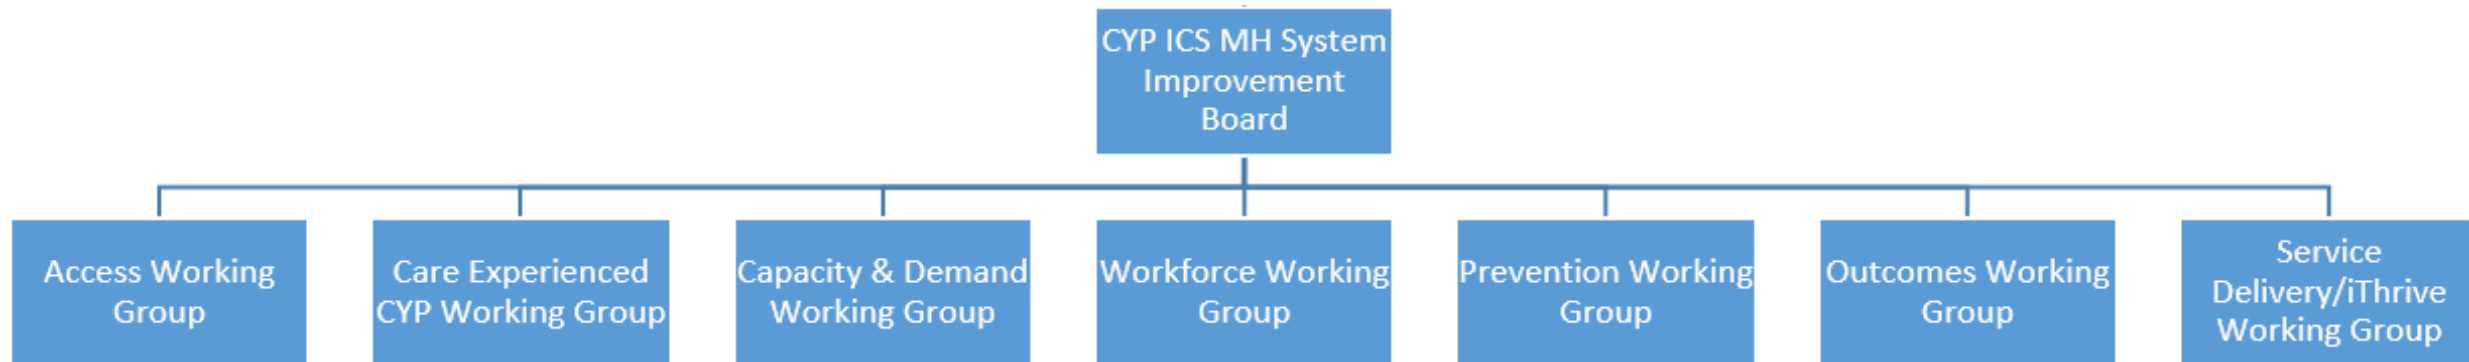 CYP ICS MH System
Improvement
Board
Access Working
Group
Care Experienced
CYP Working Group
Capacity & Demand
Working Group
Workforce Working
Group
Prevention Working
Group
Outcomes Working
Group
Service
Delivery/iThrive
Working Group